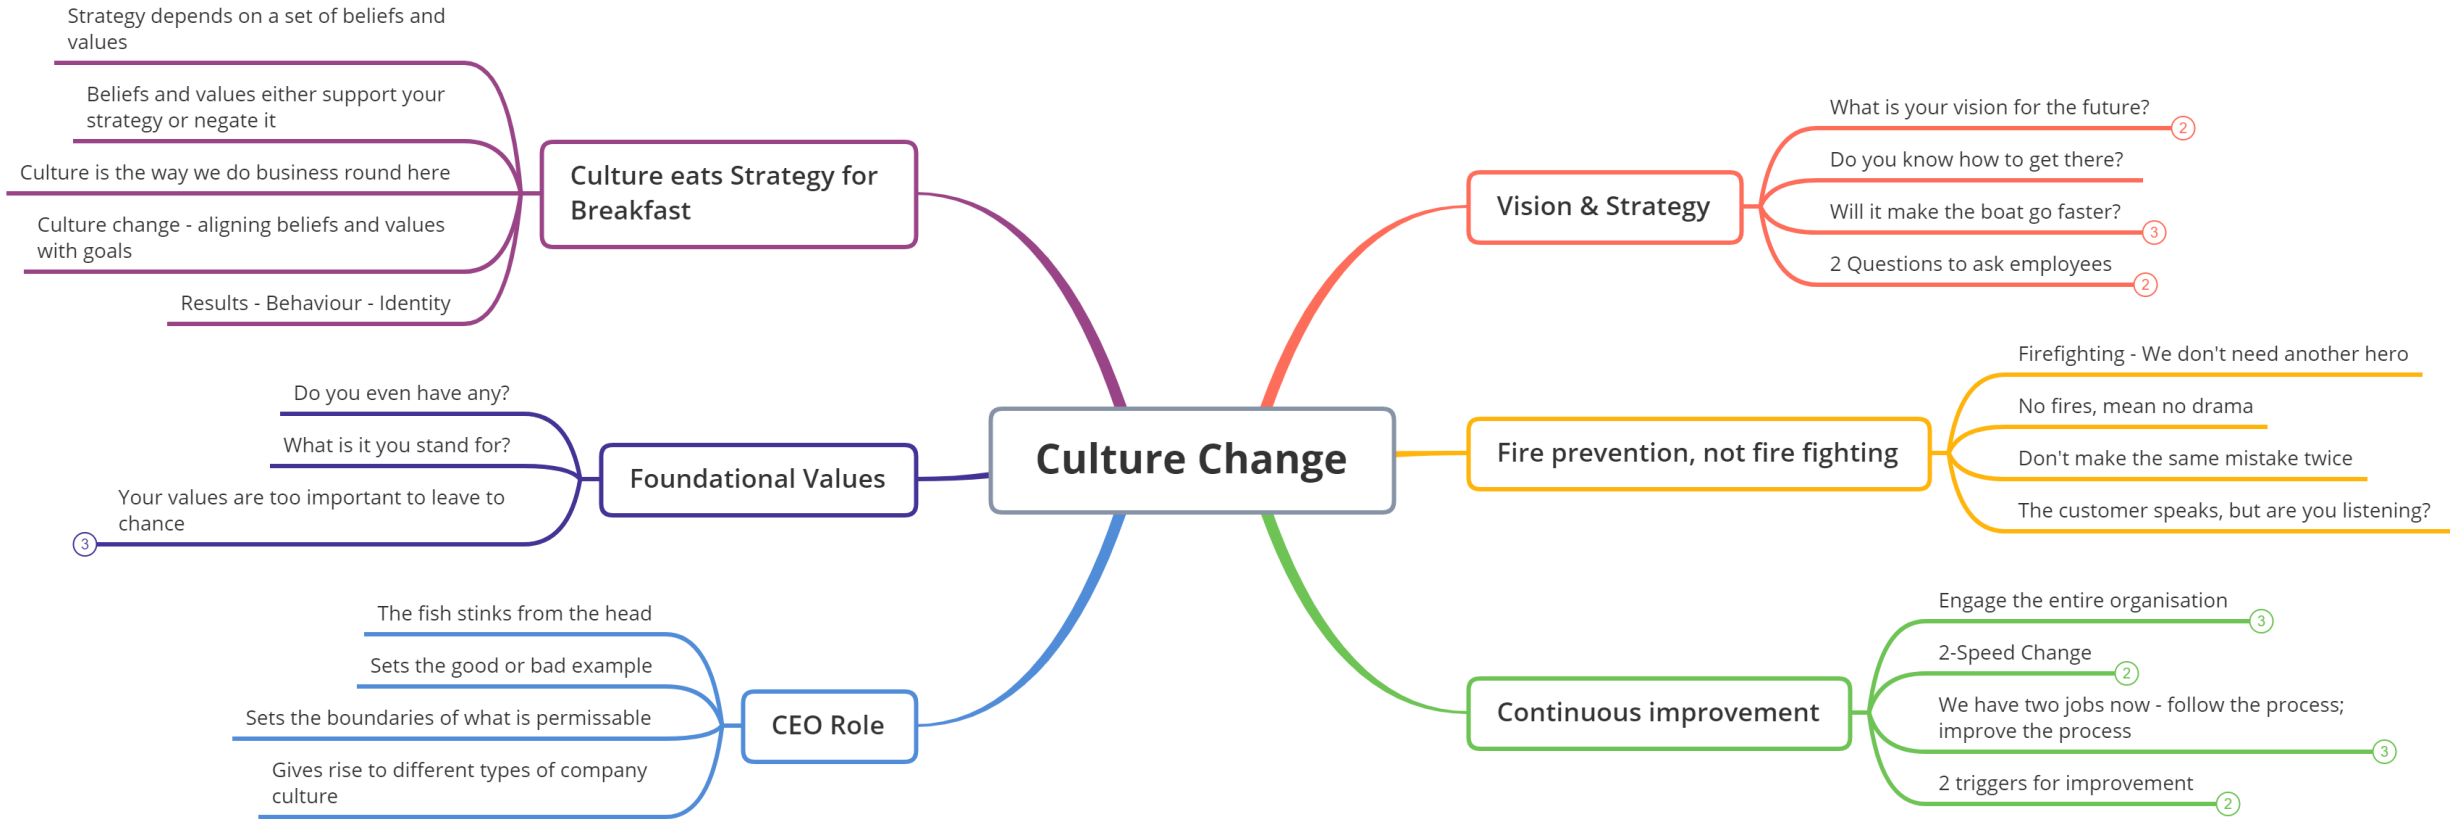 Culture Change
Vision & Strategy
What is your vision for the future?
2
Do you know how to get there?
Will it make the boat go faster?
3
2 Questions to ask employees
2
Fire prevention, not fire fighting
Firefighting - We don't need another hero
No fires, mean no drama
Don't make the same mistake twice
The customer speaks, but are you listening?
Continuous improvement
Engage the entire organisation
3
2-Speed Change
2
We have two jobs now - follow the process;
improve the process
3
2 triggers for improvement
2
Culture eats Strategy for
Breakfast
Strategy depends on a set of beliefs and
values
Beliefs and values either support your
strategy or negate it
Culture is the way we do business round here
Culture change - aligning beliefs and values
with goals
Results - Behaviour - Identity
Foundational Values
Do you even have any?
What is it you stand for?
Your values are too important to leave to
chance
3
CEO Role
The fish stinks from the head
Sets the good or bad example
Sets the boundaries of what is permissable
Gives rise to different types of company
culture